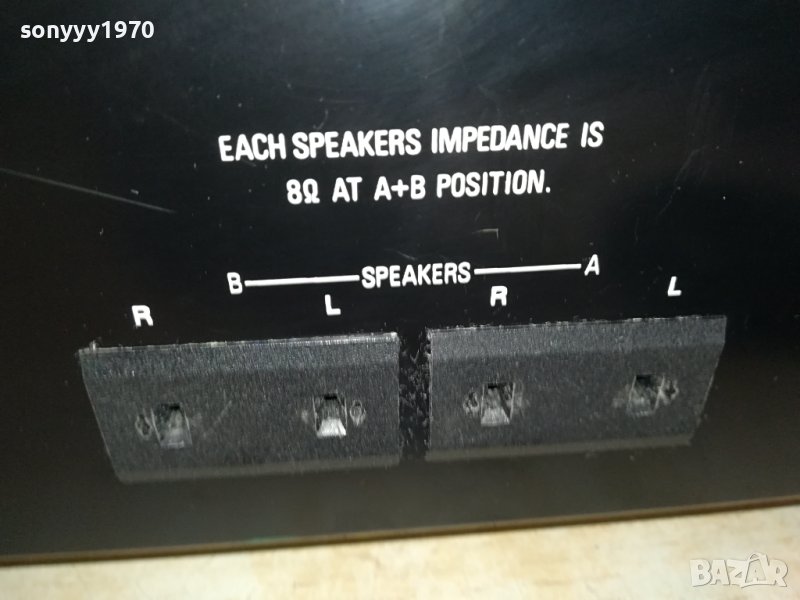 sonyyy1970
EACH SPEAKERS IMPEDANCE IS
8Ω AT A+B POSITION.
B SPEAKERS A
R L R L
BAZAR